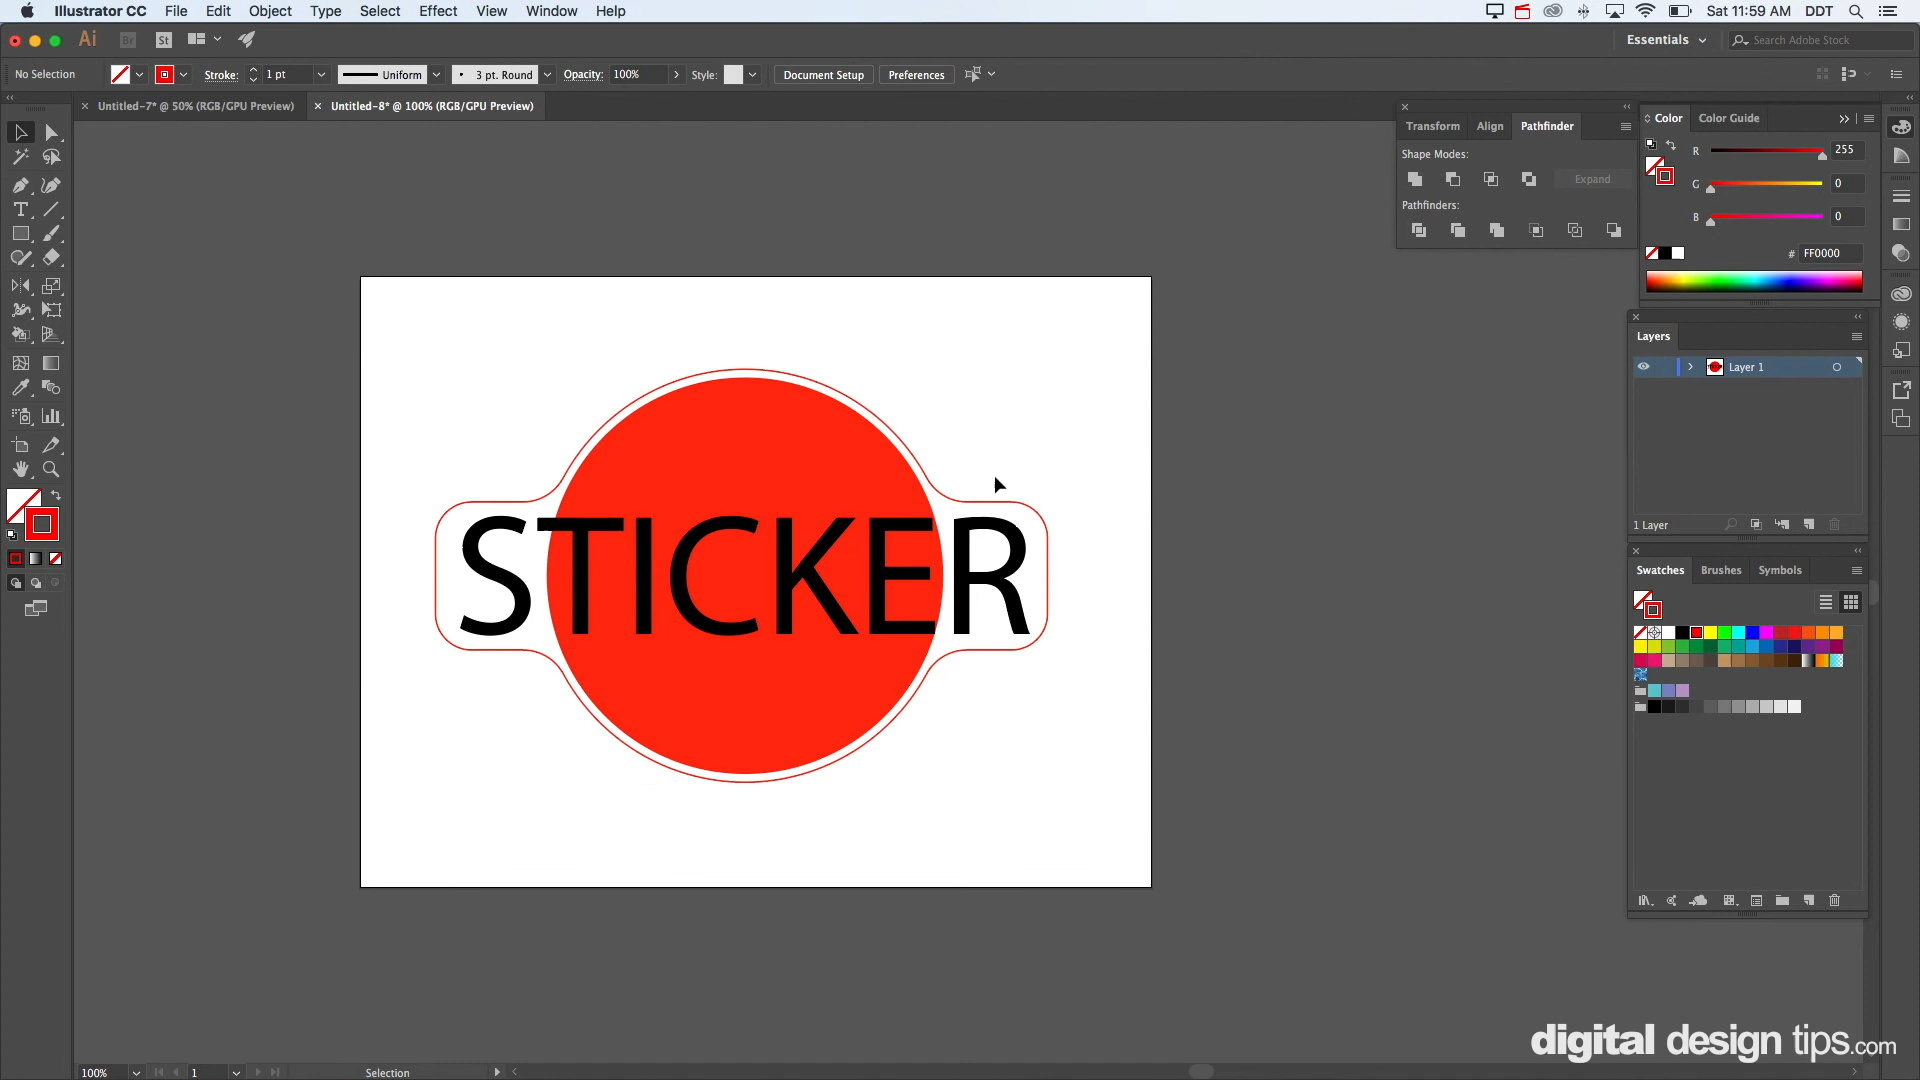 Illustrator CC File Edit Object Type Select Effect View Window Help Sat 11:59 AM DDT
Ai Br St Essentials Search Adobe Stock
No Selection Stroke: 1 pt Uniform 3 pt. Round Opacity: 100% Style: Document Setup Preferences
Untitled-7* @ 50% (RGB/GPU Preview) Untitled-8* @ 100% (RGB/GPU Preview)
Transform Align Pathfinder
Shape Modes:
Expand
Pathfinders:
Color Color Guide
R 255
G 0
B 0
# FF0000
Layers
Layer 1
1 Layer
Swatches Brushes Symbols
STICKER
digital design tips.com
100% 1 Selection